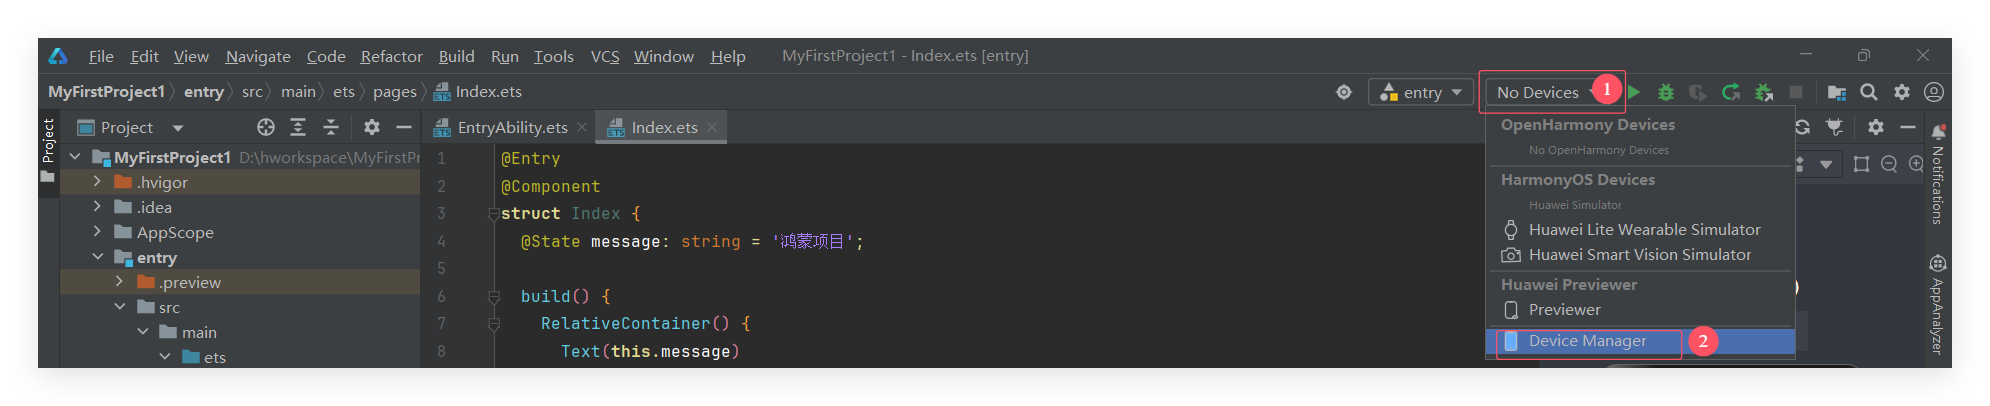 File Edit View Navigate Code Refactor Build Run Tools VCS Window Help MyFirstProject1 - Index.ets [entry]
MyFirstProject1 〉 entry 〉 src 〉 main 〉 ets 〉 pages 〉 Index.ets entry No Devices 1
Project
Project
EntryAbility.ets
Index.ets
MyFirstProject1 D:\hworkspace\MyFirstPr
.hvigor
.idea
AppScope
entry
.preview
src
main
ets
1 @Entry
2 @Component
3 struct Index {
4 @State message: string = '鸿蒙项目';
5
6 build() {
7 RelativeContainer() {
8 Text(this.message)
OpenHarmony Devices
No OpenHarmony Devices
HarmonyOS Devices
Huawei Simulator
Huawei Lite Wearable Simulator
Huawei Smart Vision Simulator
Huawei Previewer
Previewer
Device Manager 2
Notifications
AppAnalyzer